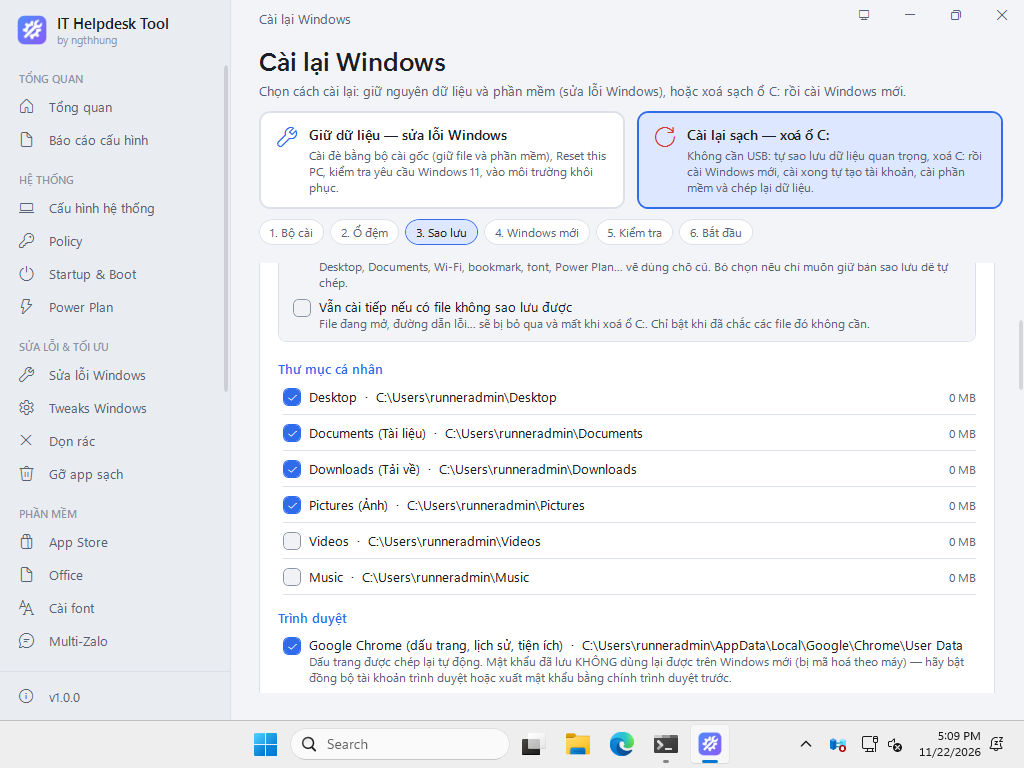 IT Helpdesk Tool
by ngthhung
TỔNG QUAN
Tổng quan
Báo cáo cấu hình
HỆ THỐNG
Cấu hình hệ thống
Policy
Startup & Boot
Power Plan
SỬA LỖI & TỐI ƯU
Sửa lỗi Windows
Tweaks Windows
Dọn rác
Gỡ app sạch
PHẦN MỀM
App Store
Office
Cài font
Multi-Zalo
v1.0.0
Cài lại Windows
Cài lại Windows
Chọn cách cài lại: giữ nguyên dữ liệu và phần mềm (sửa lỗi Windows), hoặc xoá sạch ổ C: rồi cài Windows mới.
Giữ dữ liệu — sửa lỗi Windows
Cài đè bằng bộ cài gốc (giữ file và phần mềm), Reset this
PC, kiểm tra yêu cầu Windows 11, vào môi trường khôi
phục.
Cài lại sạch — xoá ổ C:
Không cần USB: tự sao lưu dữ liệu quan trọng, xoá C: rồi
cài Windows mới, cài xong tự tạo tài khoản, cài phần
mềm và chép lại dữ liệu.
1. Bộ cài
2. Ổ đệm
3. Sao lưu
4. Windows mới
5. Kiểm tra
6. Bắt đầu
Desktop, Documents, Wi-Fi, bookmark, font, Power Plan... về đúng chỗ cũ. Bỏ chọn nếu chỉ muốn giữ bản sao lưu để tự
chép.
Vẫn cài tiếp nếu có file không sao lưu được
File đang mở, đường dẫn lỗi... sẽ bị bỏ qua và mất khi xoá ổ C:. Chỉ bật khi đã chắc các file đó không cần.
Thư mục cá nhân
Desktop · C:\Users\runneradmin\Desktop 0 MB
Documents (Tài liệu) · C:\Users\runneradmin\Documents 0 MB
Downloads (Tải về) · C:\Users\runneradmin\Downloads 0 MB
Pictures (Ảnh) · C:\Users\runneradmin\Pictures 0 MB
Videos · C:\Users\runneradmin\Videos 0 MB
Music · C:\Users\runneradmin\Music 0 MB
Trình duyệt
Google Chrome (dấu trang, lịch sử, tiện ích) · C:\Users\runneradmin\AppData\Local\Google\Chrome\User Data
Dấu trang được chép lại tự động. Mật khẩu đã lưu KHÔNG dùng lại được trên Windows mới (bị mã hoá theo máy) — hãy bật
đồng bộ tài khoản trình duyệt hoặc xuất mật khẩu bằng chính trình duyệt trước.
Search
5:09 PM
11/22/2026